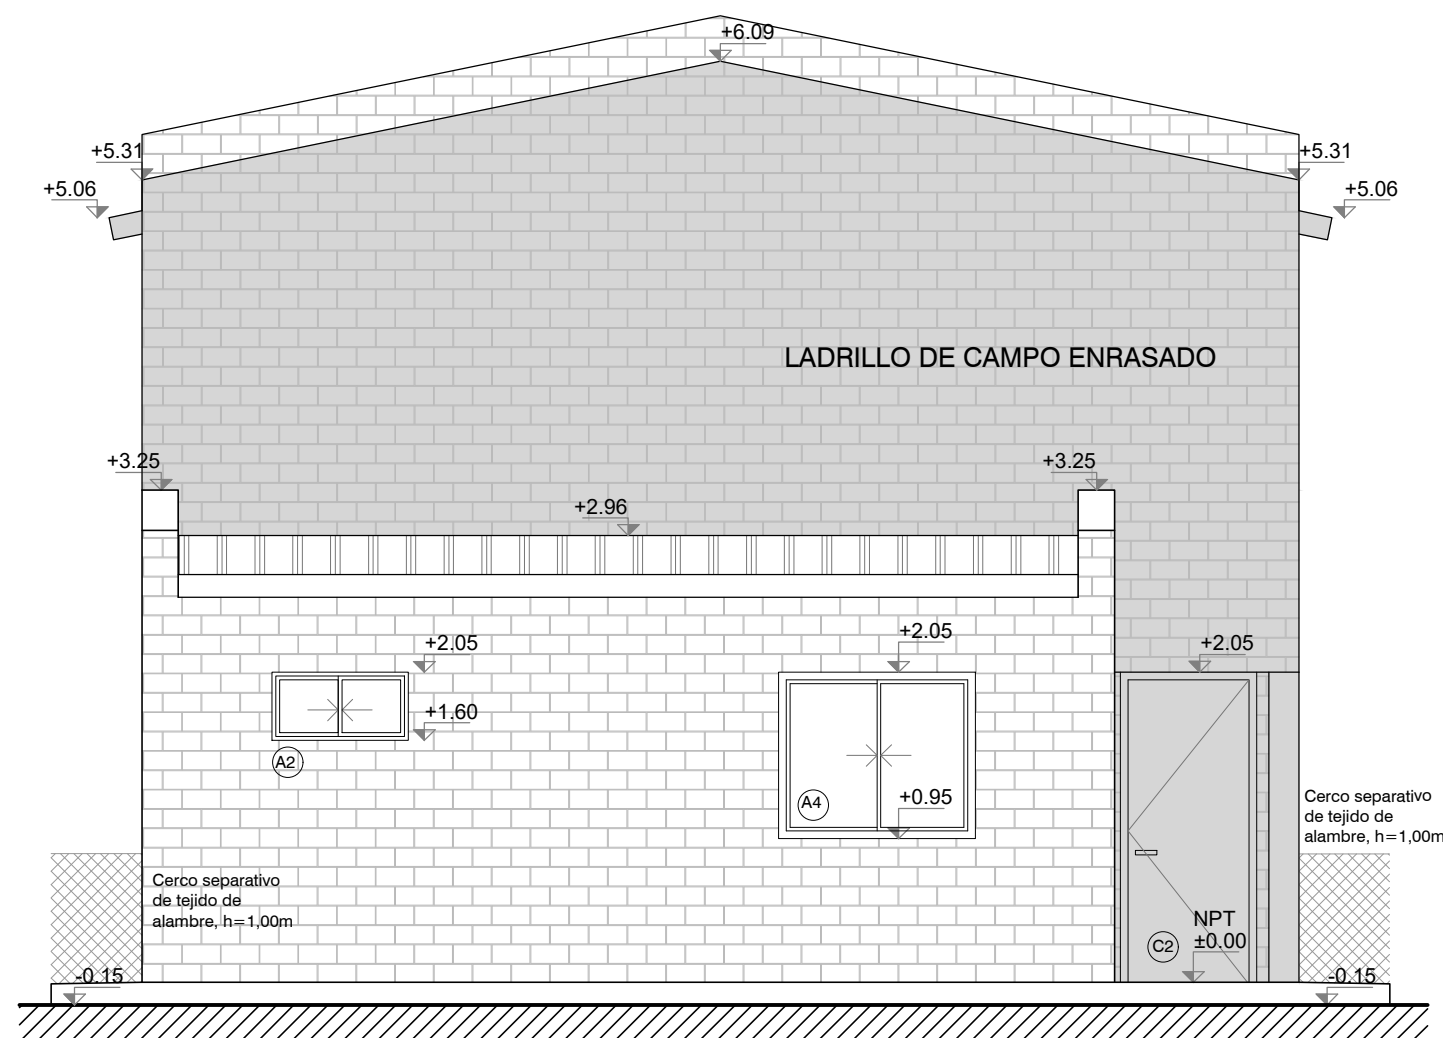 +6.09
+5.31
+5.31
+5.06
+5.06
LADRILLO DE CAMPO ENRASADO
+3.25
+3.25
+2.96
+2.05
+2.05
+2.05
+1.60
A2
A4
+0.95
Cerco separativo
de tejido de
alambre, h=1,00m
Cerco separativo
de tejido de
alambre, h=1,00m
NPT
±0.00
C2
-0.15
-0.15